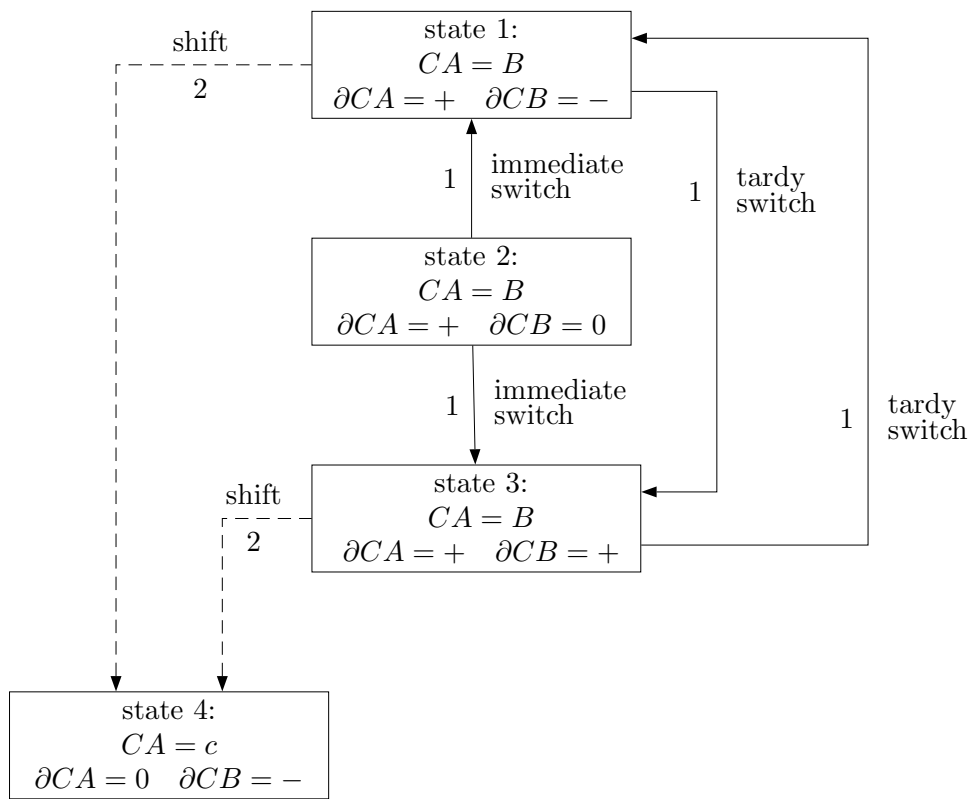 state 1:
CA = B
∂CA = + ∂CB = −
shift
2
1
immediate
switch
1
tardy
switch
state 2:
CA = B
∂CA = + ∂CB = 0
1
immediate
switch
1
tardy
switch
state 3:
CA = B
∂CA = + ∂CB = +
shift
2
state 4:
CA = c
∂CA = 0 ∂CB = −